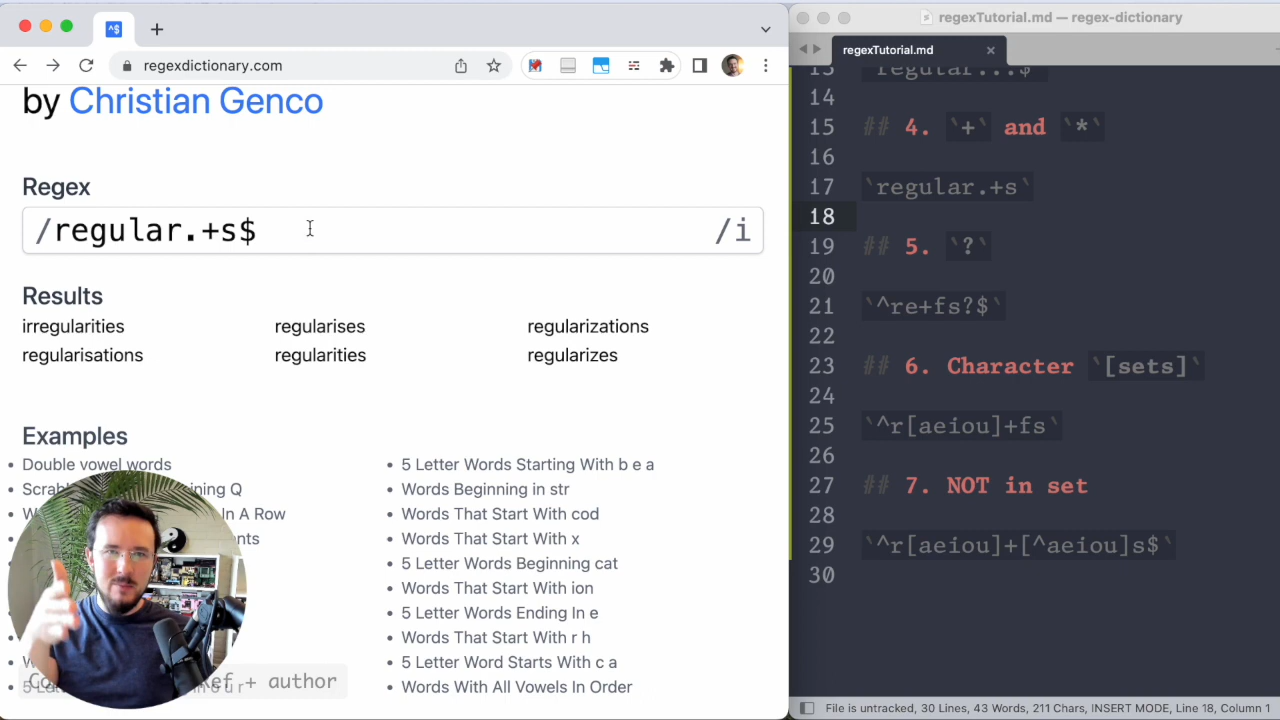 regexdictionary.com
by Christian Genco
Regex
/regular.+s$ /i
Results
irregularities regularises regularizations
regularisations regularities regularizes
Examples
Double vowel words
5 Letter Words Starting With b e a
Words Beginning in str
In A Row
Words That Start With cod
Words That Start With x
5 Letter Words Beginning cat
Words That Start With ion
5 Letter Words Ending In e
Words That Start With r h
5 Letter Word Starts With c a
+ author
Words With All Vowels In Order
regexTutorial.md — regex-dictionary
regexTutorial.md
13 `regular...$`
14
15 ## 4. `+` and `*`
16
17 `regular.+s`
18
19 ## 5. `?`
20
21 `^re+fs?$`
22
23 ## 6. Character `[sets]`
24
25 `^r[aeiou]+fs`
26
27 ## 7. NOT in set
28
29 `^r[aeiou]+[^aeiou]s$`
30
File is untracked, 30 Lines, 43 Words, 211 Chars, INSERT MODE, Line 18, Column 1